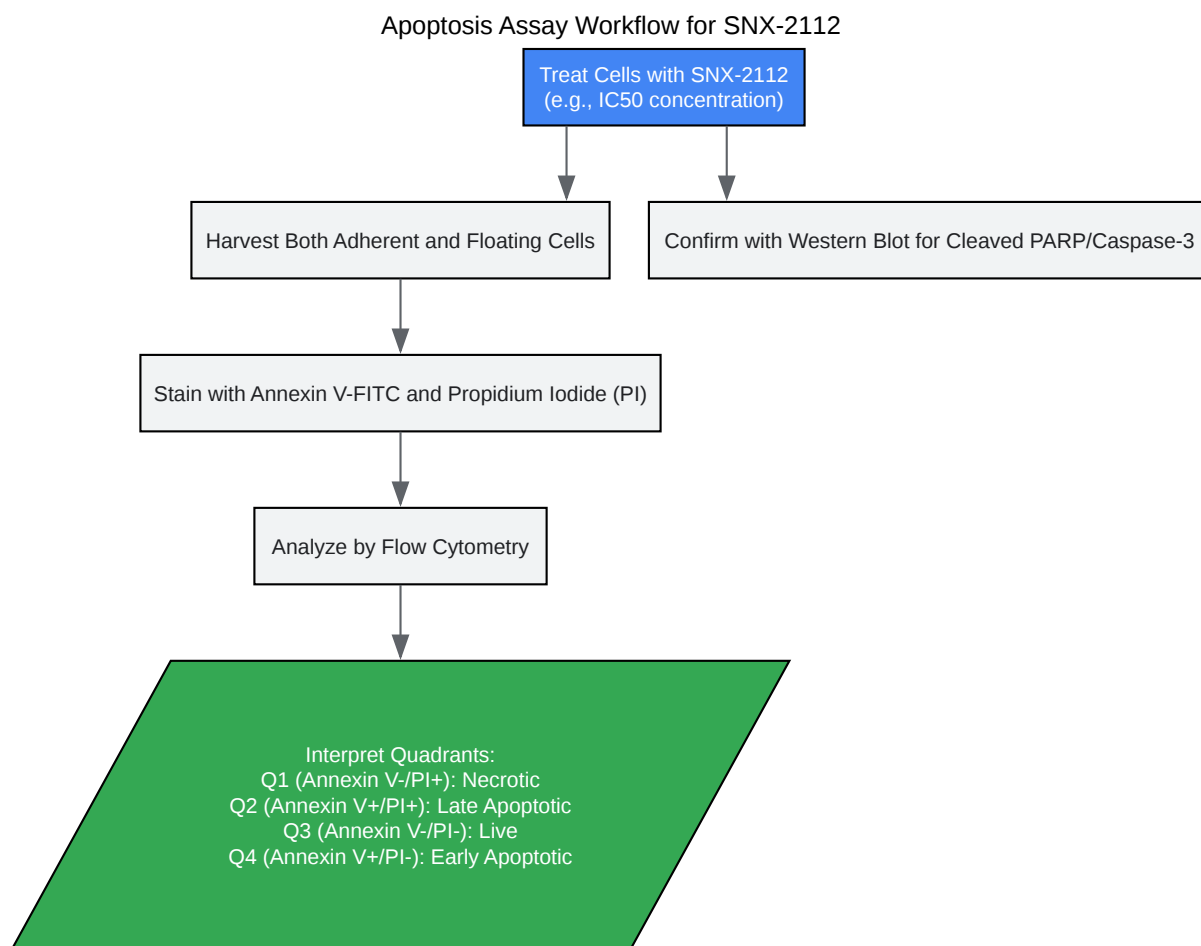 Apoptosis Assay Workflow for SNX-2112
Treat Cells with SNX-2112
(e.g., IC50 concentration)
Harvest Both Adherent and Floating Cells
Confirm with Western Blot for Cleaved PARP/Caspase-3
Stain with Annexin V-FITC and Propidium Iodide (PI)
Analyze by Flow Cytometry
Interpret Quadrants:
Q1 (Annexin V-/PI+): Necrotic
Q2 (Annexin V+/PI+): Late Apoptotic
Q3 (Annexin V-/PI-): Live
Q4 (Annexin V+/PI-): Early Apoptotic